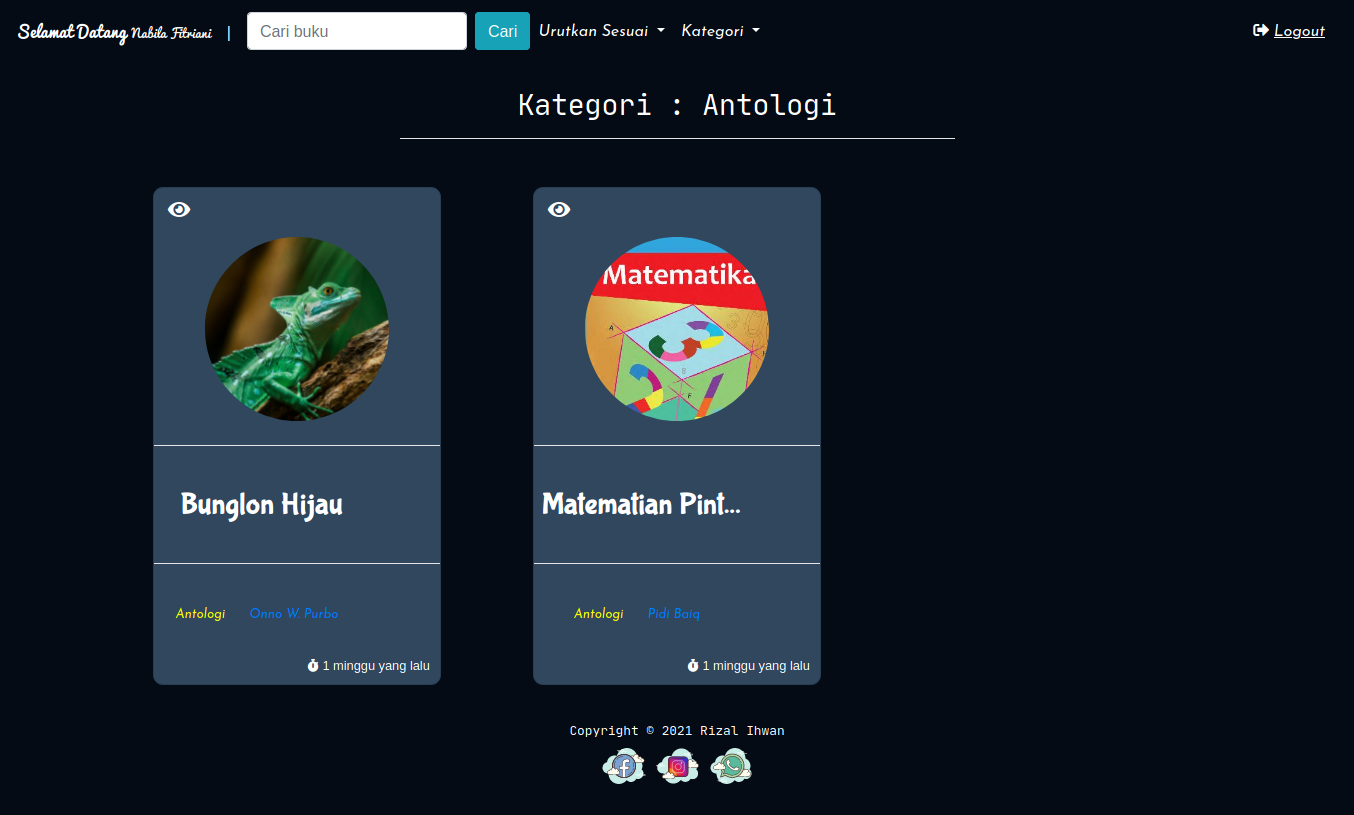 Selamat Datang Nabila Fitriani | Cari buku Cari Urutkan Sesuai Kategori Logout
Kategori : Antologi
Matematika
A
B
F
Bunglon Hijau
Matematian Pint...
Antologi Onno W. Purbo
Antologi Pidi Baiq
1 minggu yang lalu
1 minggu yang lalu
Copyright © 2021 Rizal Ihwan